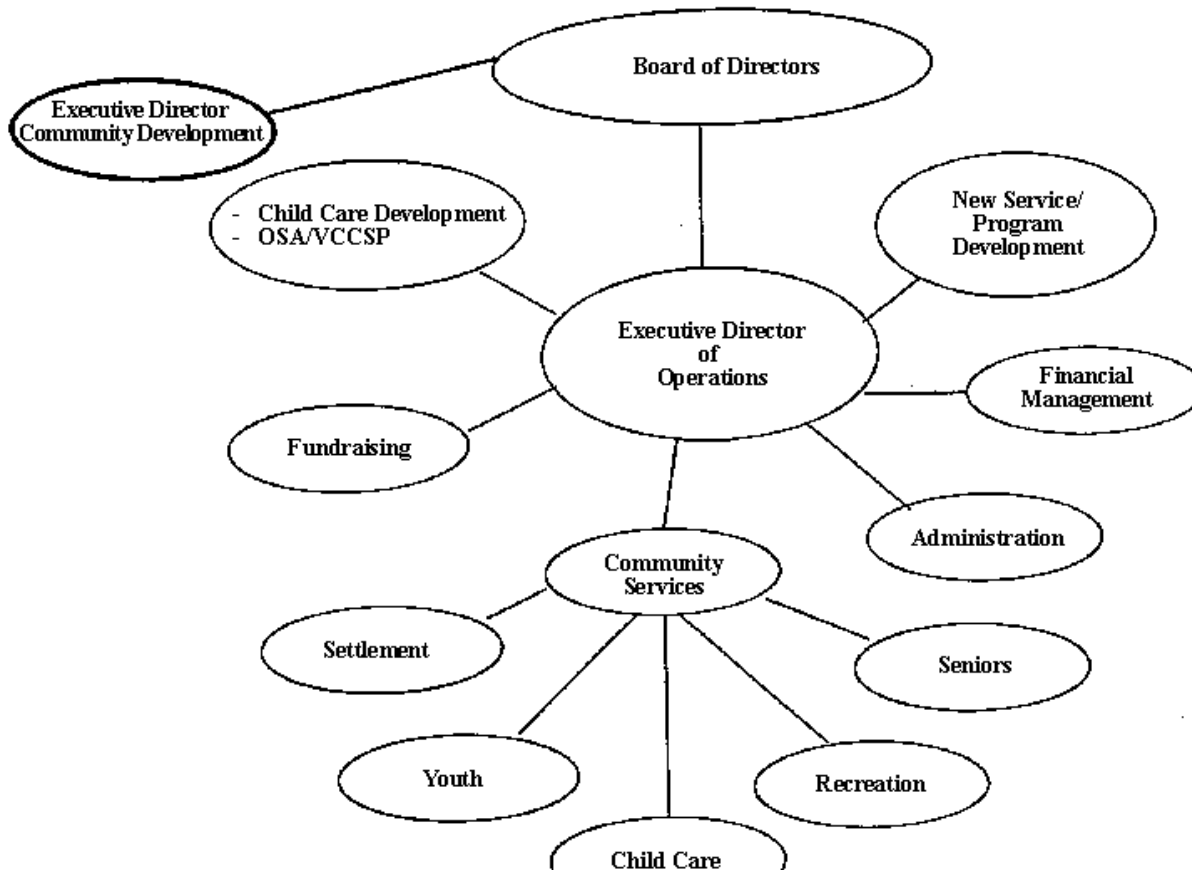 Board of Directors
Executive Director
Community Development
- Child Care Development
- OSA/VCCSP
New Service/
Program
Development
Executive Director
of
Operations
Financial
Management
Fundraising
Administration
Community
Services
Settlement
Seniors
Youth
Recreation
Child Care